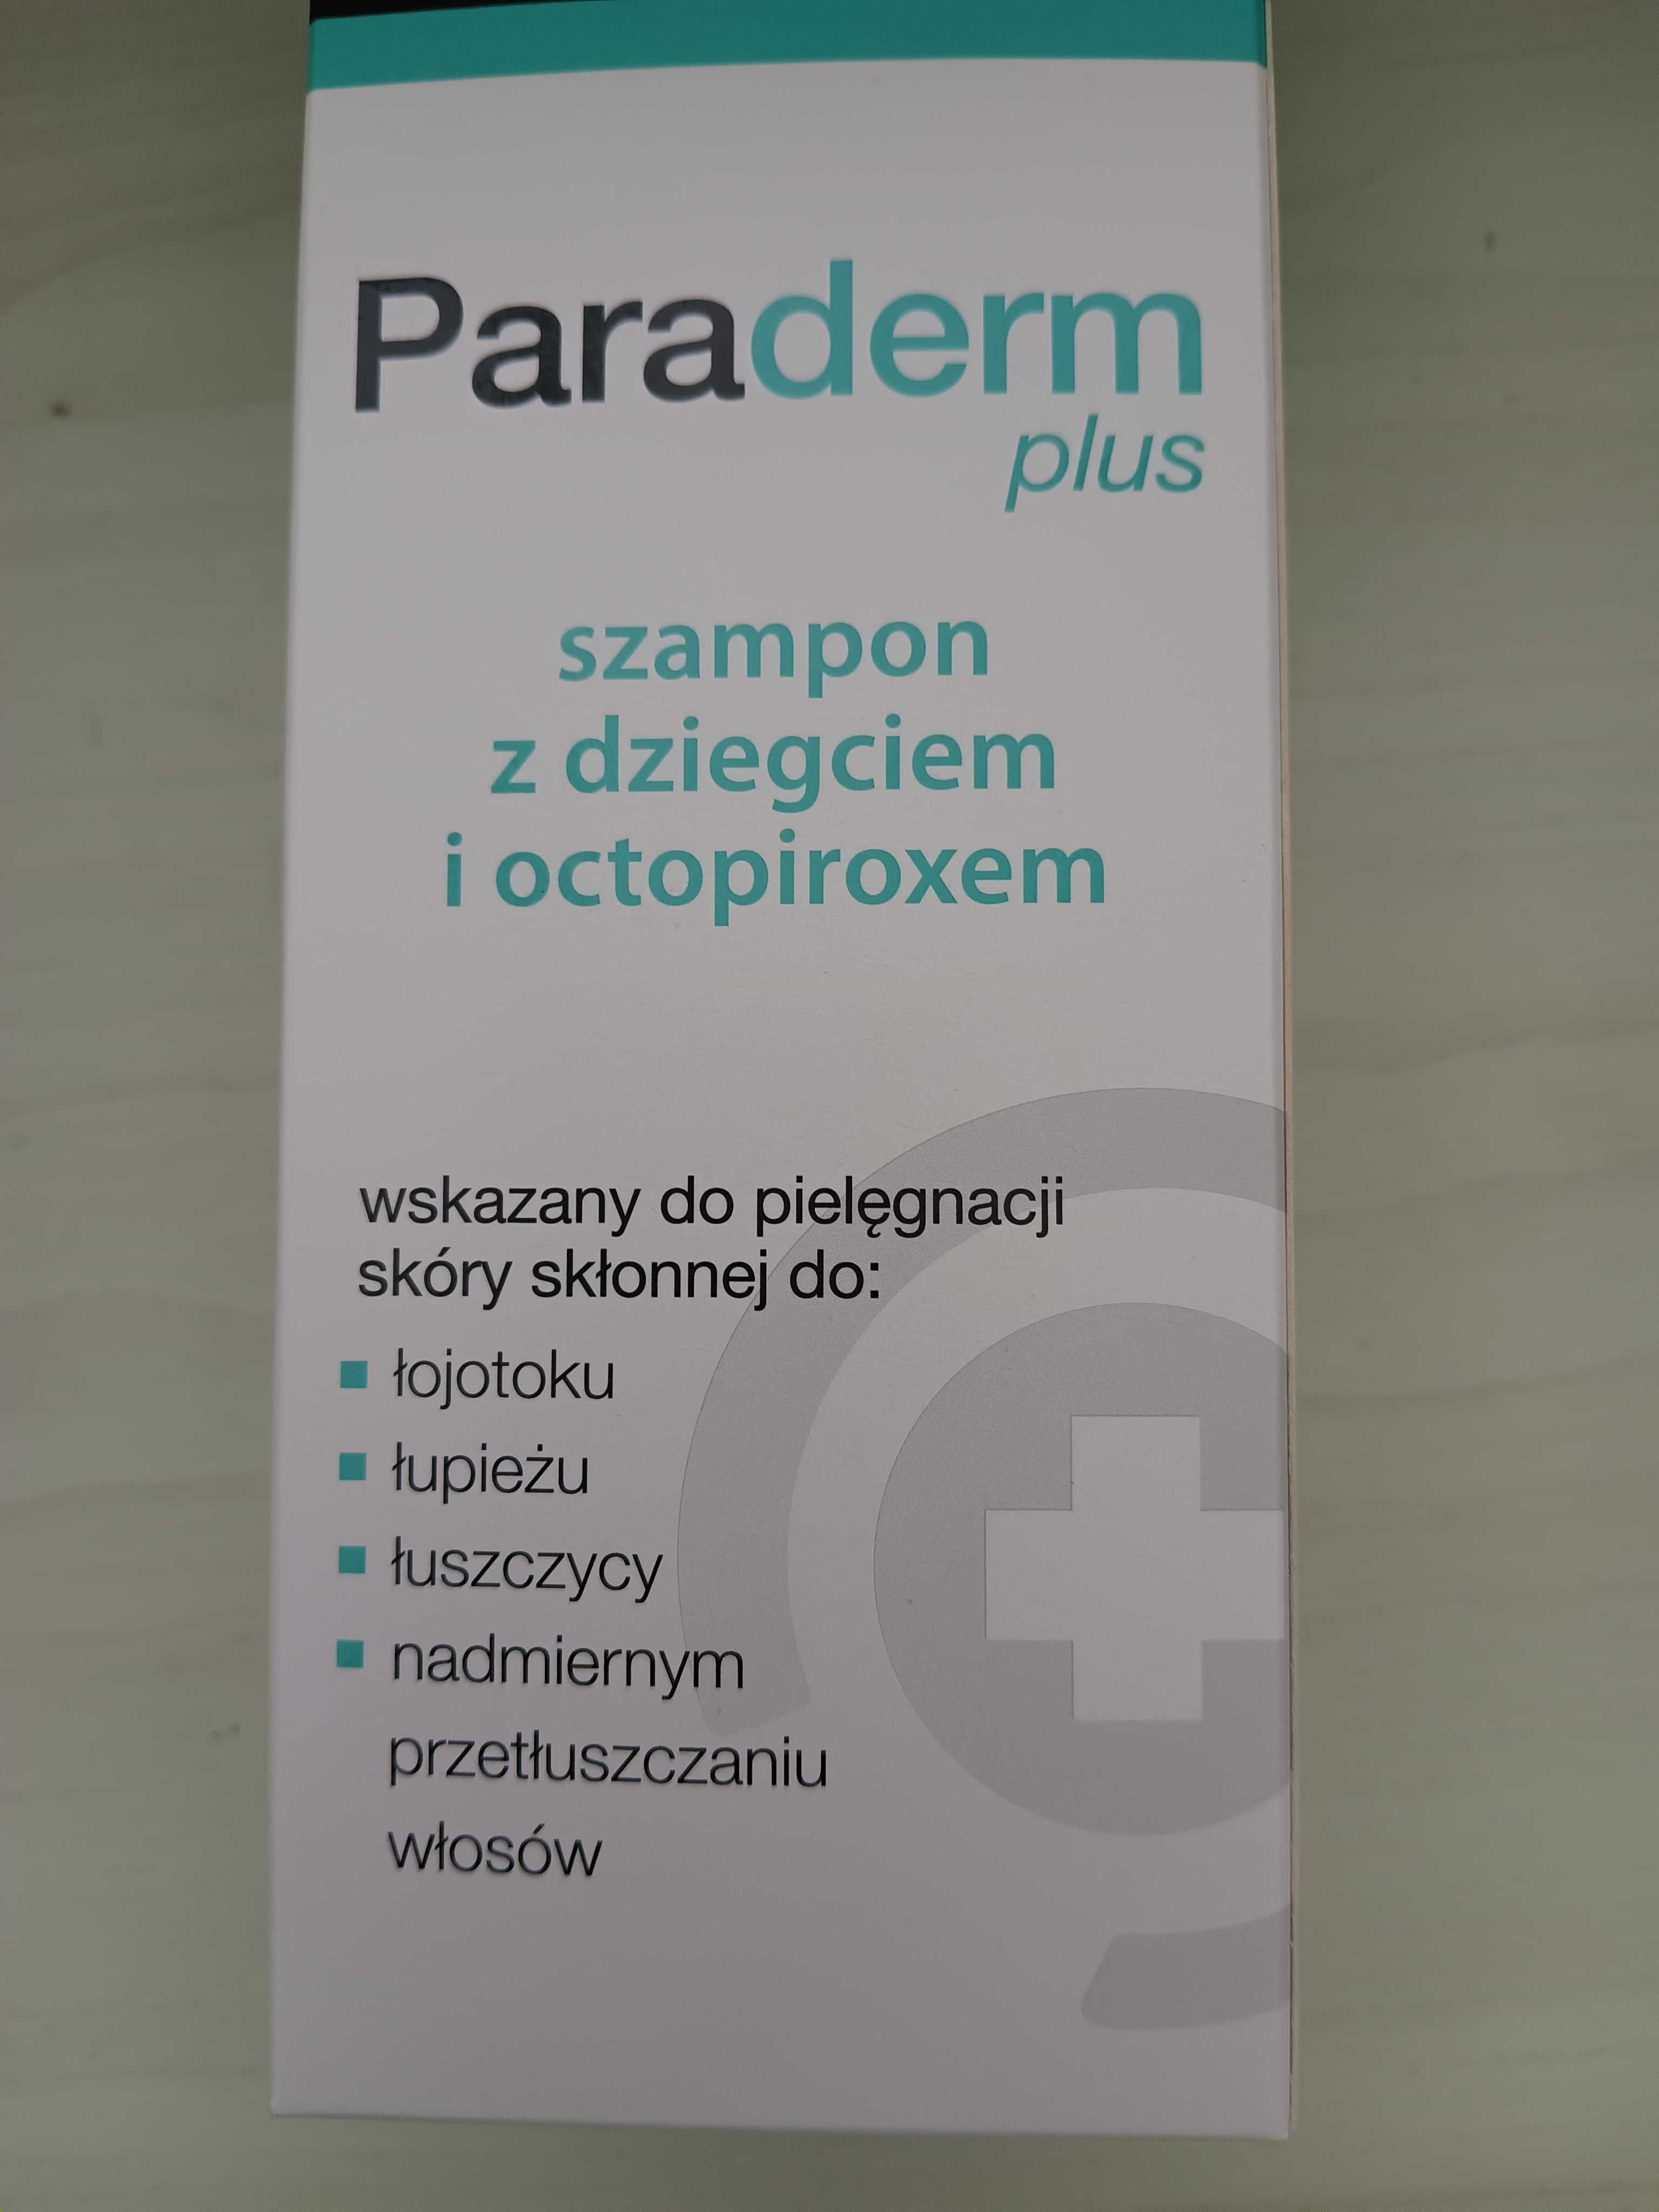 Paraderm
plus
szampon
z dziegciem
i octopiroxem
wskazany do pielęgnacji
skóry skłonnej do:
▪ łojotoku
▪ łupieżu
▪ łuszczycy
▪ nadmiernym
przetłuszczaniu
włosów